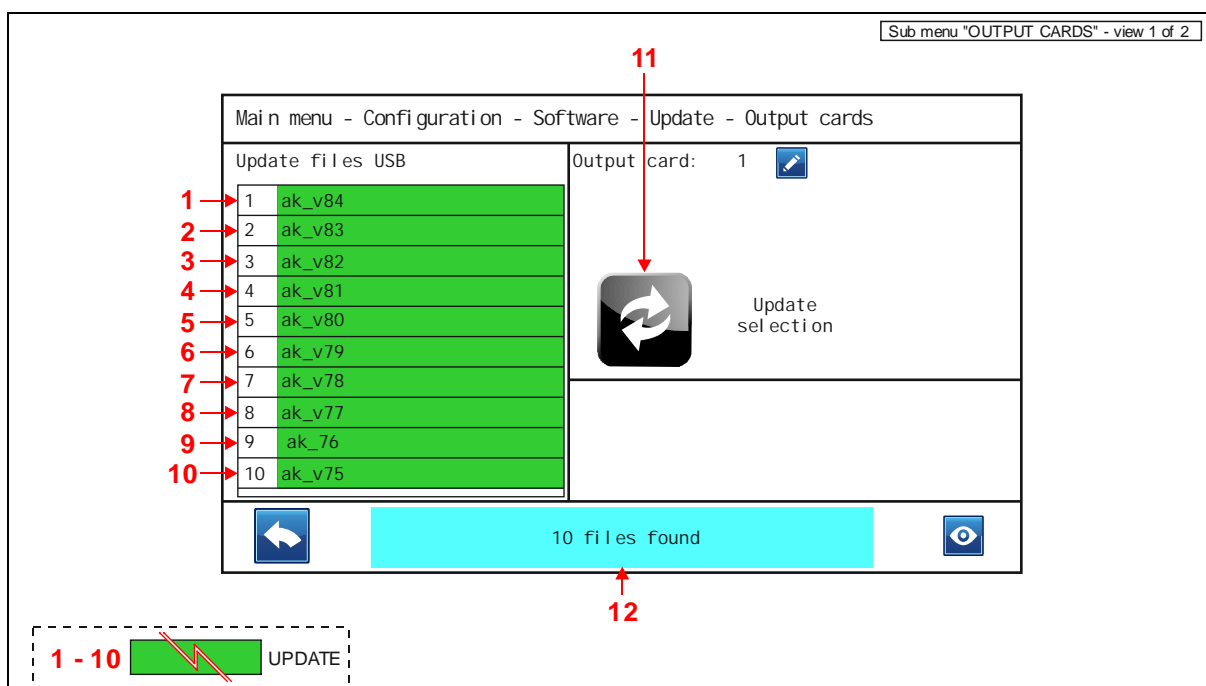 Sub menu "OUTPUT CARDS" - view 1 of 2
11
Main menu - Configuration - Software - Update - Output cards
Update files USB
Output card: 1
1 1 ak_v84
2 2 ak_v83
3 3 ak_v82
4 4 ak_v81
5 5 ak_v80
6 6 ak_v79
7 7 ak_v78
8 8 ak_v77
9 9 ak_76
10 10 ak_v75
Update
selection
10 files found
12
1 - 10 UPDATE